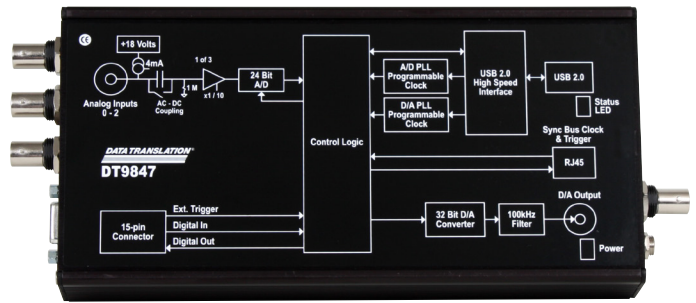 CE
+18 Volts
4mA
1 of 3
24 Bit
A/D
1 M
x1 / 10
Analog Inputs
0 - 2
AC - DC
Coupling
DATA TRANSLATION®
DT9847
Control Logic
A/D PLL
Programmable
Clock
D/A PLL
Programmable
Clock
USB 2.0
High Speed
Interface
USB 2.0
Status
LED
Sync Bus Clock
& Trigger
RJ45
15-pin
Connector
Ext. Trigger
Digital In
Digital Out
32 Bit D/A
Converter
100kHz
Filter
D/A Output
Power